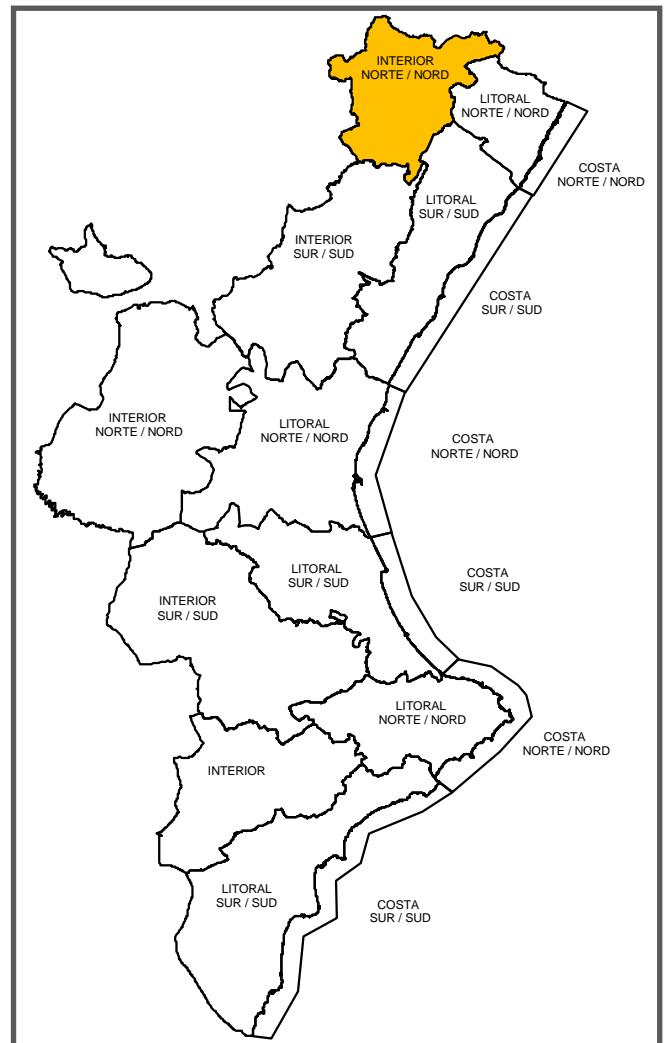 INTERIOR
NORTE / NORD
LITORAL
NORTE / NORD
COSTA
NORTE / NORD
LITORAL
SUR / SUD
INTERIOR
SUR / SUD
COSTA
SUR / SUD
INTERIOR
NORTE / NORD
LITORAL
NORTE / NORD
COSTA
NORTE / NORD
LITORAL
SUR / SUD
COSTA
SUR / SUD
INTERIOR
SUR / SUD
LITORAL
NORTE / NORD
COSTA
NORTE / NORD
INTERIOR
LITORAL
SUR / SUD
COSTA
SUR / SUD